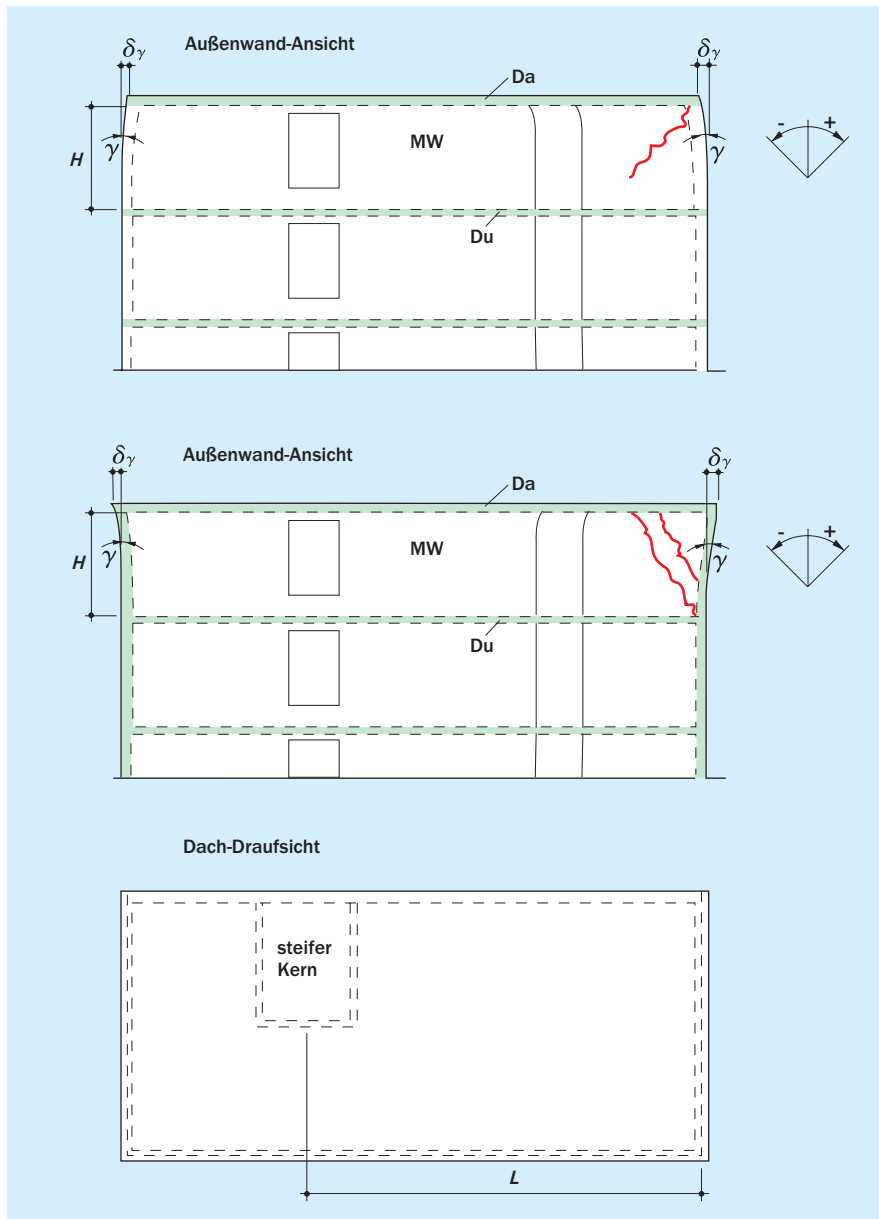 Außenwand-Ansicht
δγ
δγ
Da
MW
γ
γ
- +
H
Du
Außenwand-Ansicht
δγ
δγ
Da
MW
γ
γ
- +
H
Du
Dach-Draufsicht
steifer
Kern
L